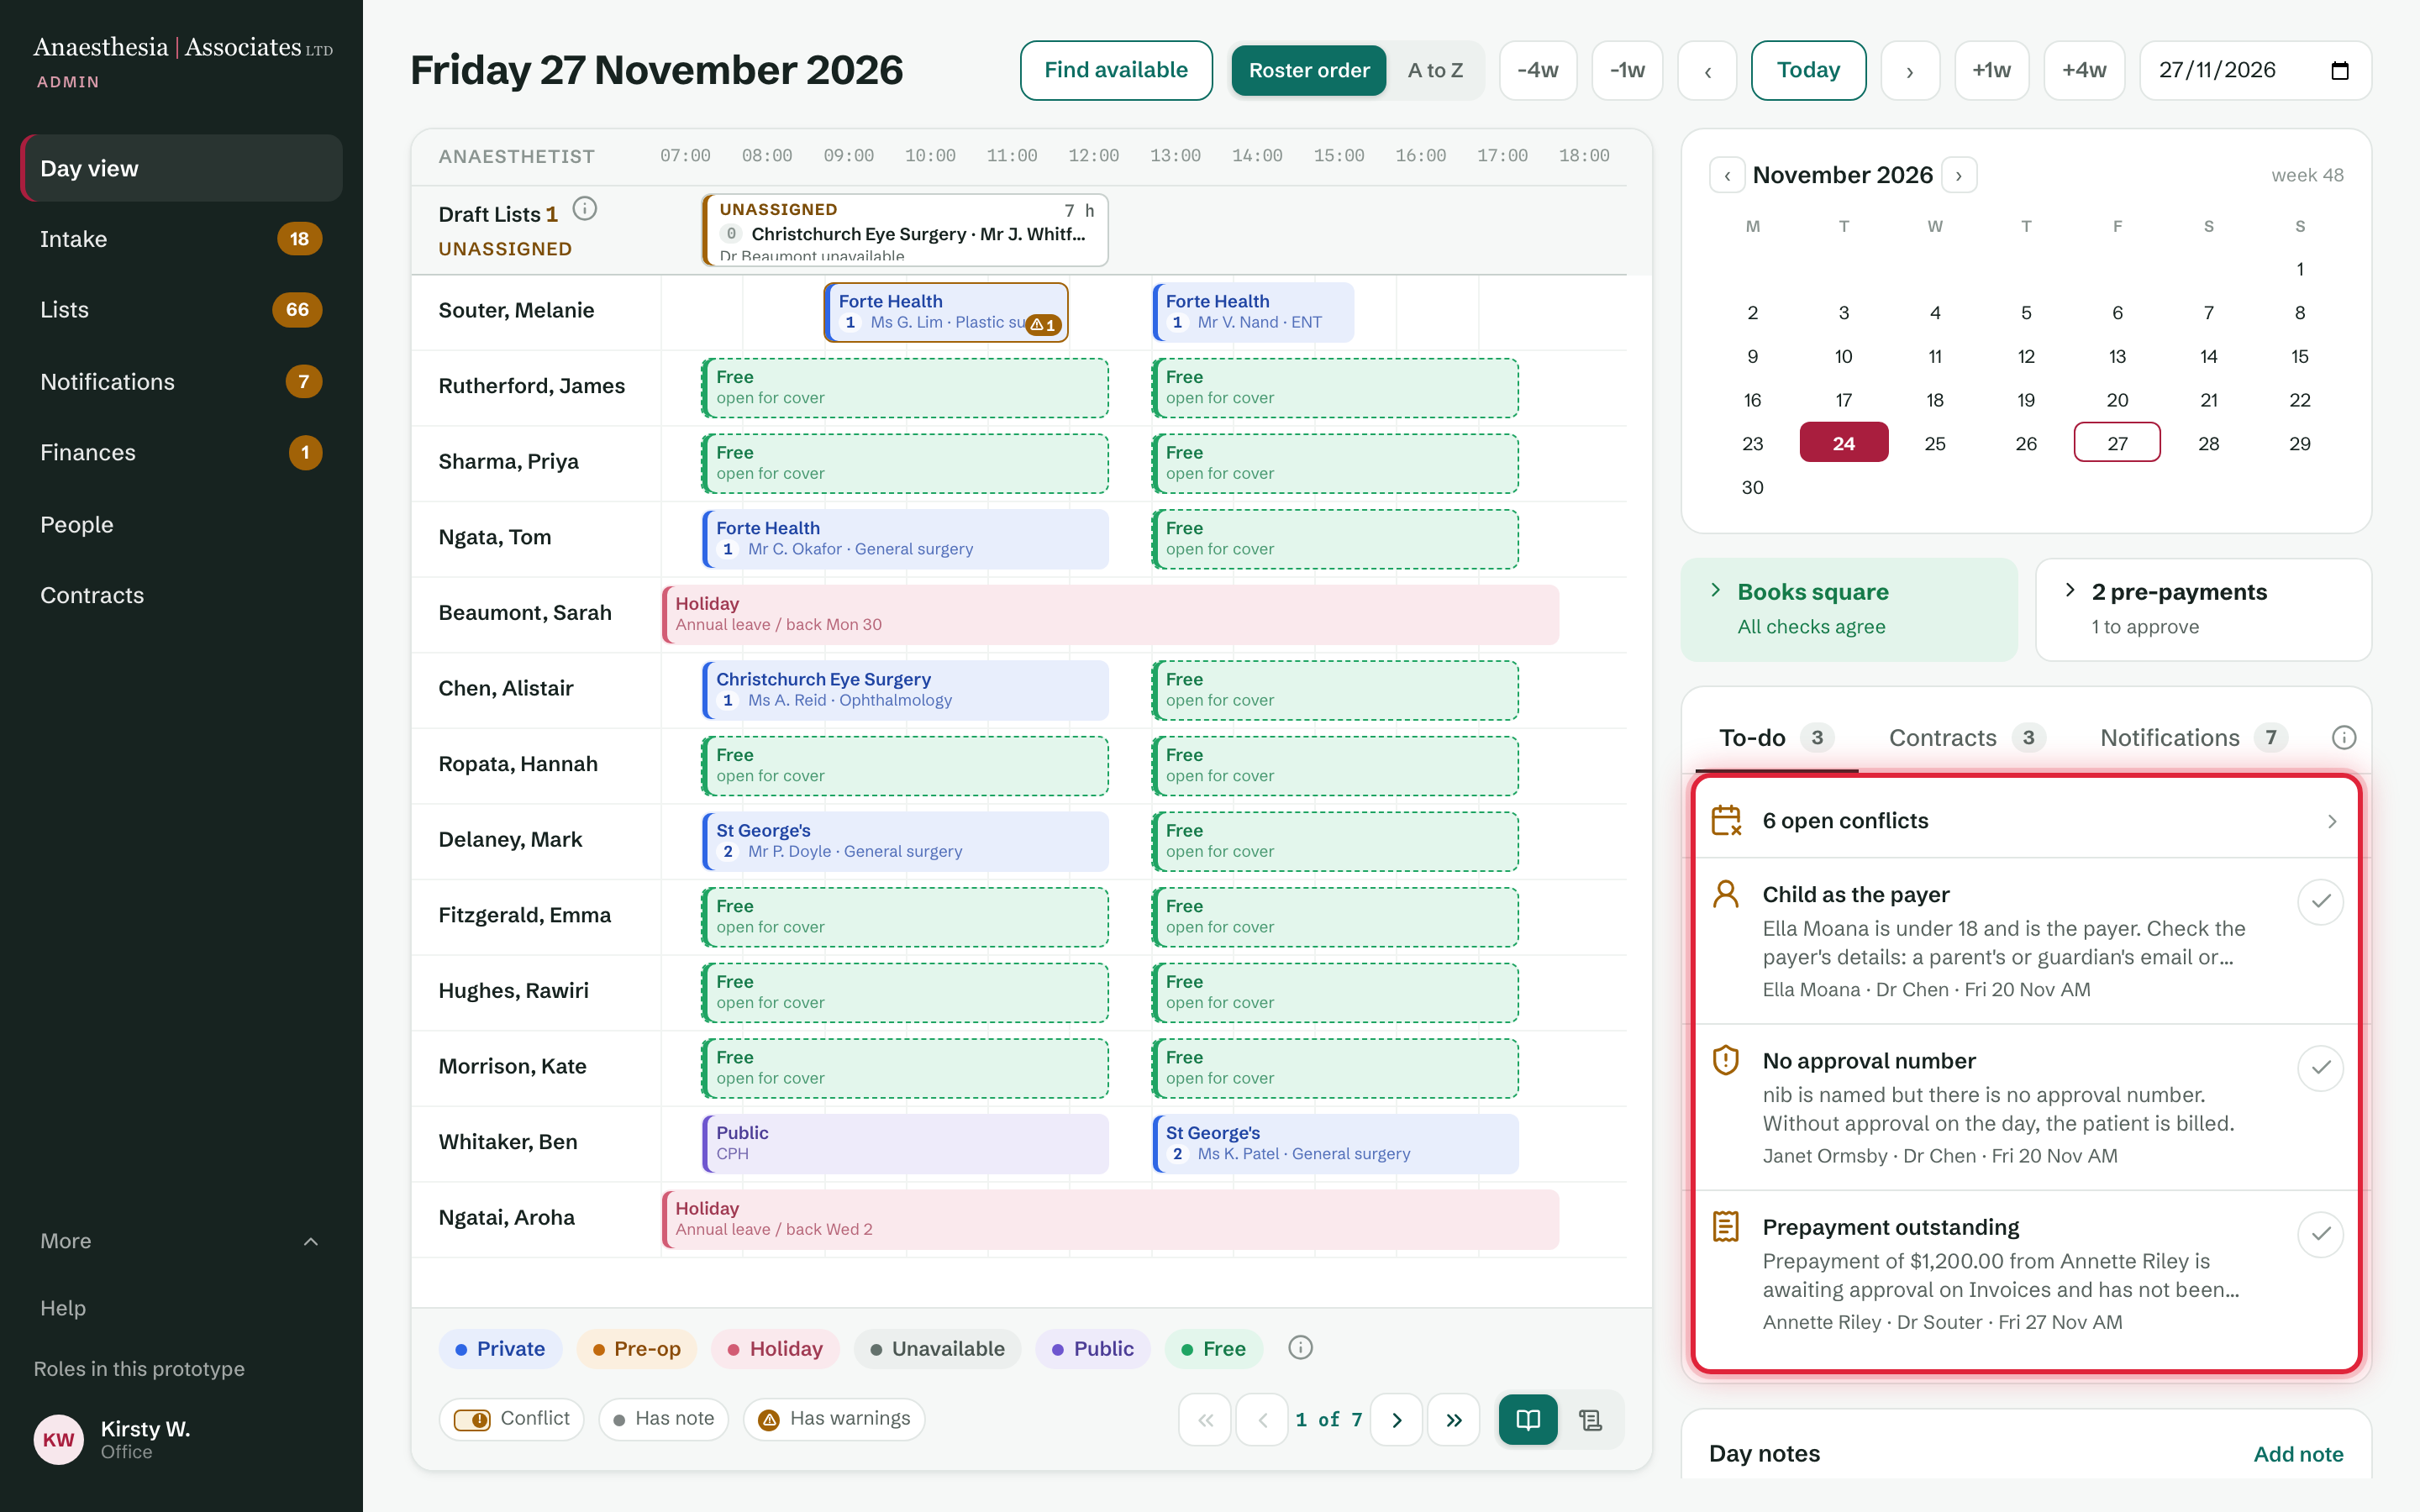 Anaesthesia | Associates LTD
ADMIN
Day view
Intake 18
Lists 66
Notifications 7
Finances 1
People
Contracts
More
Help
Roles in this prototype
KW Kirsty W.
Office
Friday 27 November 2026
Find available
Roster order A to Z
-4w -1w ‹ Today › +1w +4w
27/11/2026
ANAESTHETIST 07:00 08:00 09:00 10:00 11:00 12:00 13:00 14:00 15:00 16:00 17:00 18:00
Draft Lists 1
UNASSIGNED
UNASSIGNED 7 h
0 Christchurch Eye Surgery · Mr J. Whitf...
Dr Beaumont unavailable
Souter, Melanie
Forte Health
1 Ms G. Lim · Plastic su 1
Forte Health
1 Mr V. Nand · ENT
Rutherford, James
Free
open for cover
Free
open for cover
Sharma, Priya
Free
open for cover
Free
open for cover
Ngata, Tom
Forte Health
1 Mr C. Okafor · General surgery
Free
open for cover
Beaumont, Sarah
Holiday
Annual leave / back Mon 30
Chen, Alistair
Christchurch Eye Surgery
1 Ms A. Reid · Ophthalmology
Free
open for cover
Ropata, Hannah
Free
open for cover
Free
open for cover
Delaney, Mark
St George's
2 Mr P. Doyle · General surgery
Free
open for cover
Fitzgerald, Emma
Free
open for cover
Free
open for cover
Hughes, Rawiri
Free
open for cover
Free
open for cover
Morrison, Kate
Free
open for cover
Free
open for cover
Whitaker, Ben
Public
CPH
St George's
2 Ms K. Patel · General surgery
Ngatai, Aroha
Holiday
Annual leave / back Wed 2
Private Pre-op Holiday Unavailable Public Free
Conflict Has note Has warnings
« ‹ 1 of 7 › »
‹ November 2026 › week 48
M T W T F S S
1
2 3 4 5 6 7 8
9 10 11 12 13 14 15
16 17 18 19 20 21 22
23 24 25 26 27 28 29
30
Books square
All checks agree
2 pre-payments
1 to approve
To-do 3 Contracts 3 Notifications 7
6 open conflicts
Child as the payer
Ella Moana is under 18 and is the payer. Check the
payer's details: a parent's or guardian's email or...
Ella Moana · Dr Chen · Fri 20 Nov AM
No approval number
nib is named but there is no approval number.
Without approval on the day, the patient is billed.
Janet Ormsby · Dr Chen · Fri 20 Nov AM
Prepayment outstanding
Prepayment of $1,200.00 from Annette Riley is
awaiting approval on Invoices and has not been...
Annette Riley · Dr Souter · Fri 27 Nov AM
Day notes Add note